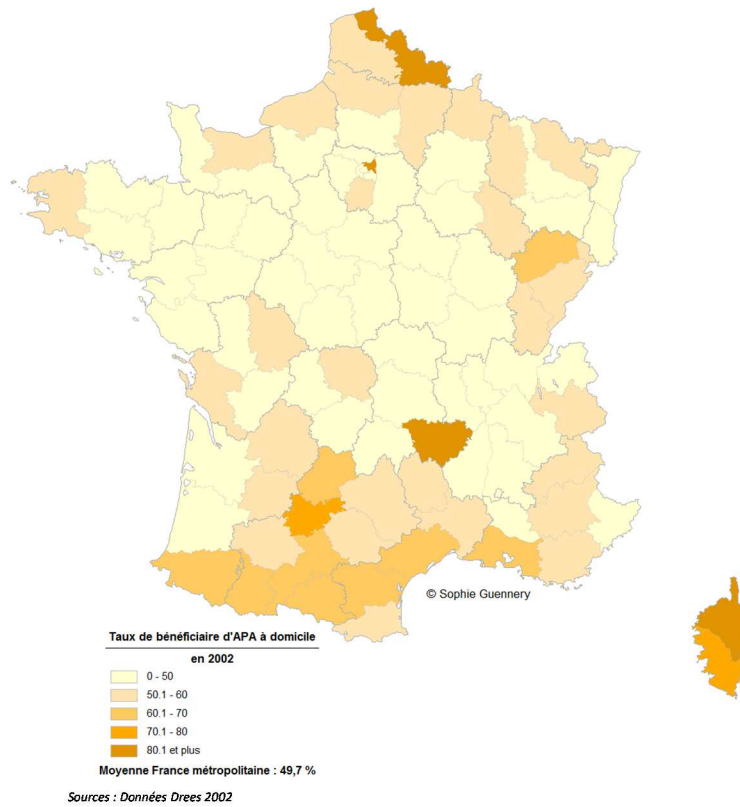 © Sophie Guennery
Taux de bénéficiaire d'APA à domicile
en 2002
0 - 50
50.1 - 60
60.1 - 70
70.1 - 80
80.1 et plus
Moyenne France métropolitaine : 49,7 %
Sources : Données Drees 2002